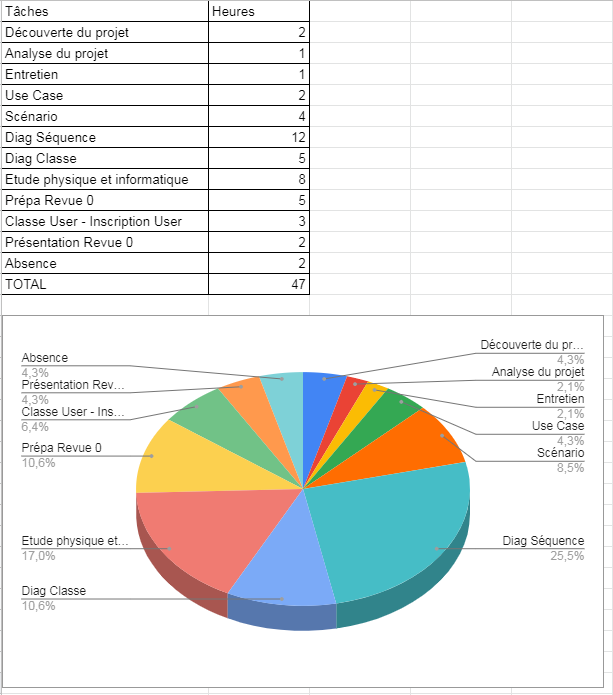 Tâches Heures
Découverte du projet 2
Analyse du projet 1
Entretien 1
Use Case 2
Scénario 4
Diag Séquence 12
Diag Classe 5
Etude physique et informatique 8
Prépa Revue 0 5
Classe User - Inscription User 3
Présentation Revue 0 2
Absence 2
TOTAL 47
Découverte du pr...
4,3%
Analyse du projet
2,1%
Entretien
2,1%
Use Case
4,3%
Scénario
8,5%
Diag Séquence
25,5%
Absence
4,3%
Présentation Rev...
4,3%
Classe User - Ins...
6,4%
Prépa Revue 0
10,6%
Etude physique et...
17,0%
Diag Classe
10,6%